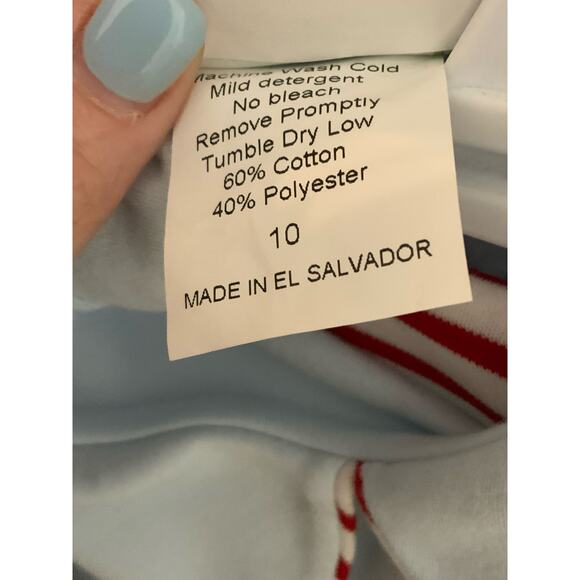 Machine Wash Cold
Mild detergent
No bleach
Remove Promptly
Tumble Dry Low
60% Cotton
40% Polyester
10
MADE IN EL SALVADOR